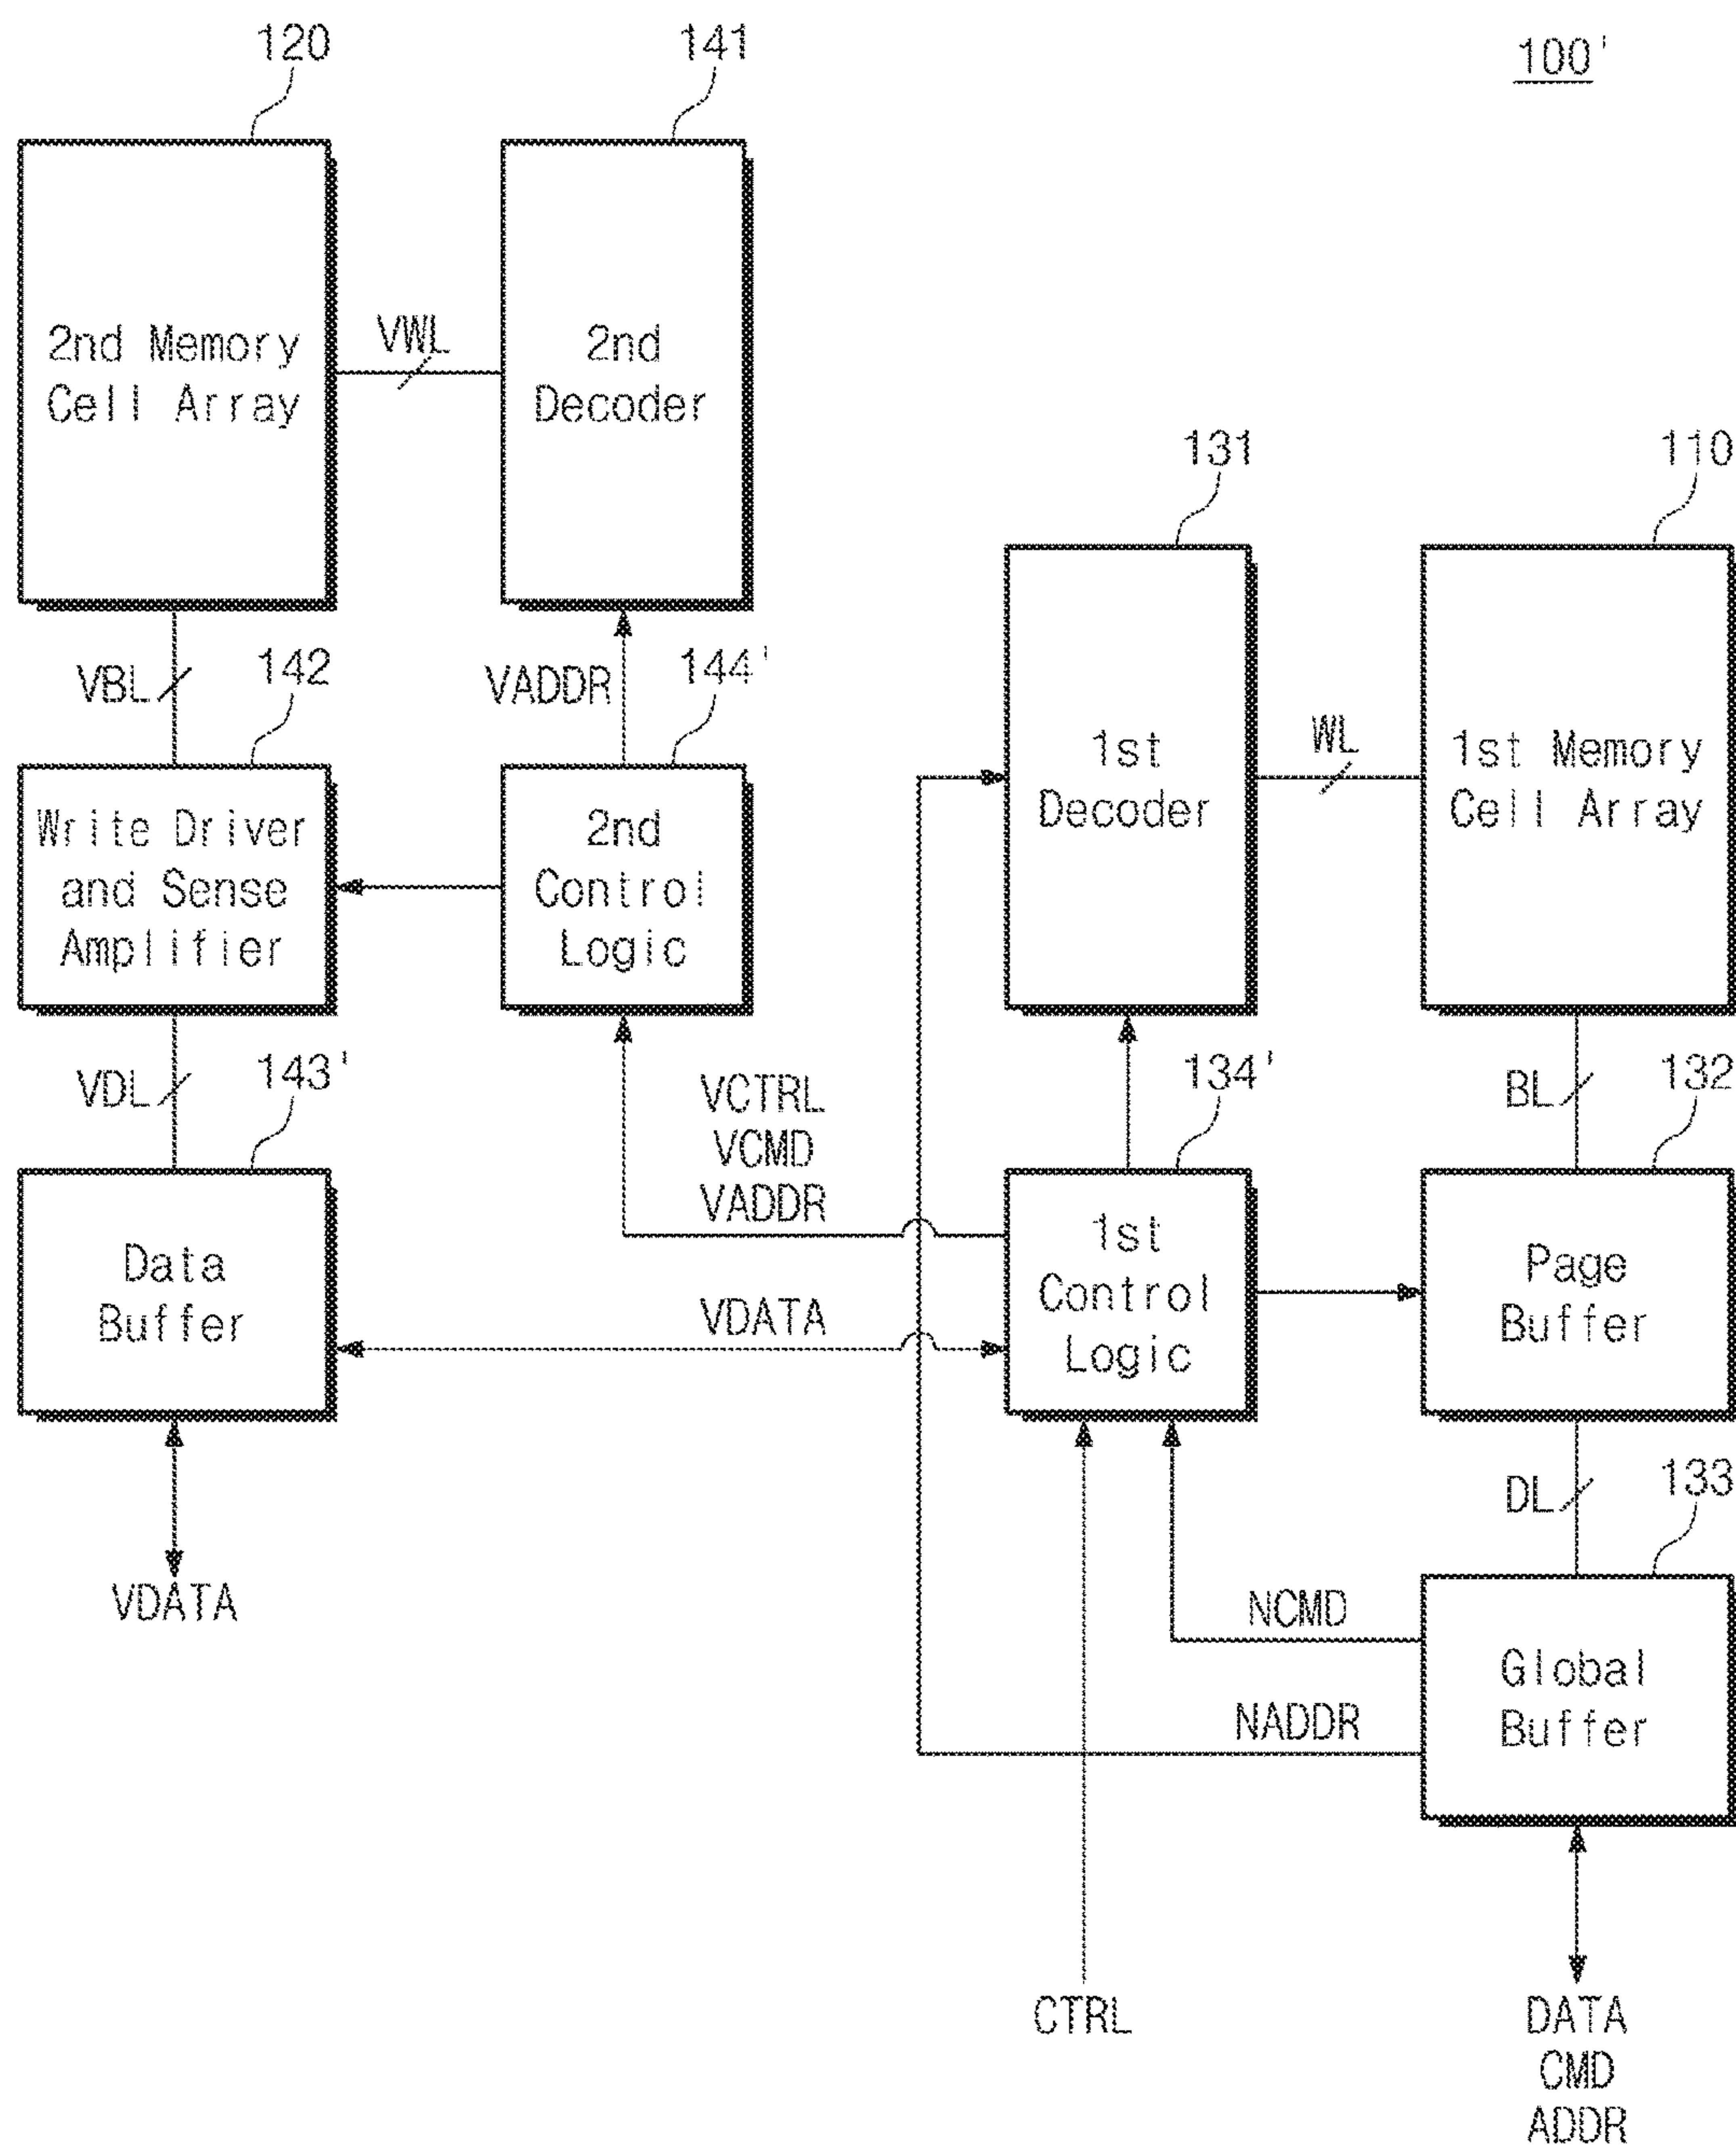 120
141
100'
2nd Memory
Cell Array
VWL
2nd
Decoder
131
110
VBL
142
VADDR
144'
1st
Decoder
WL
1st Memory
Cell Array
Write Driver
and Sense
Amplifier
2nd
Control
Logic
VDL
143'
VCTRL
VCMD
VADDR
134'
BL
132
Data
Buffer
VDATA
1st
Control
Logic
Page
Buffer
DL
133
VDATA
NCMD
NADDR
Global
Buffer
CTRL
DATA
CMD
ADDR